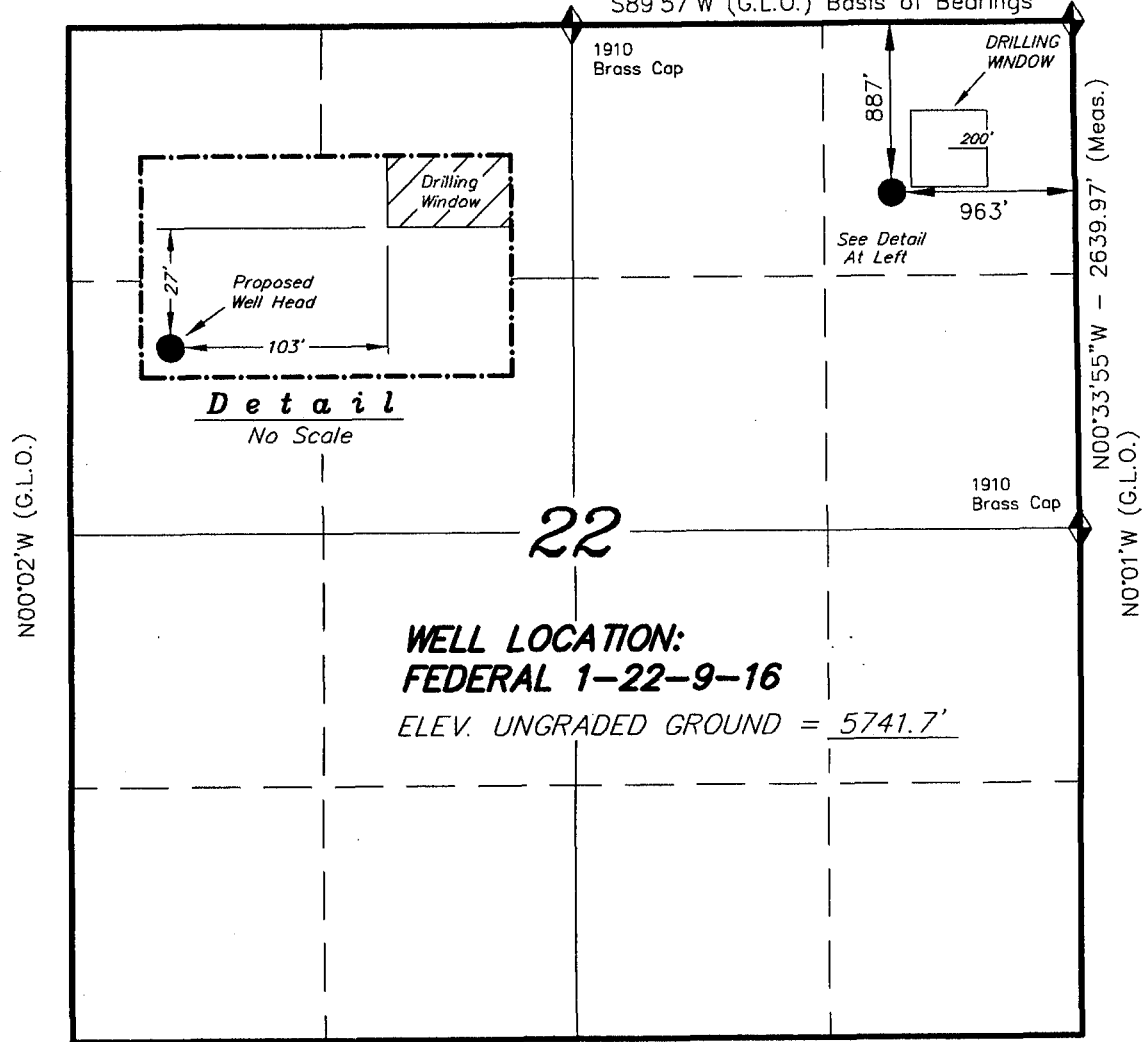 S89°57'W (G.L.O.) Basis of Bearings
1910
Brass Cap
DRILLING
WINDOW
887'
200'
963'
See Detail
At Left
N00°33'55"W - 2639.97' (Meas.)
Drilling
Window
27'
Proposed
Well Head
103'
Detail
No Scale
N00°02'W (G.L.O.)
1910
Brass Cap
N0°01'W (G.L.O.)
22
WELL LOCATION:
FEDERAL 1-22-9-16
ELEV. UNGRADED GROUND = 5741.7'